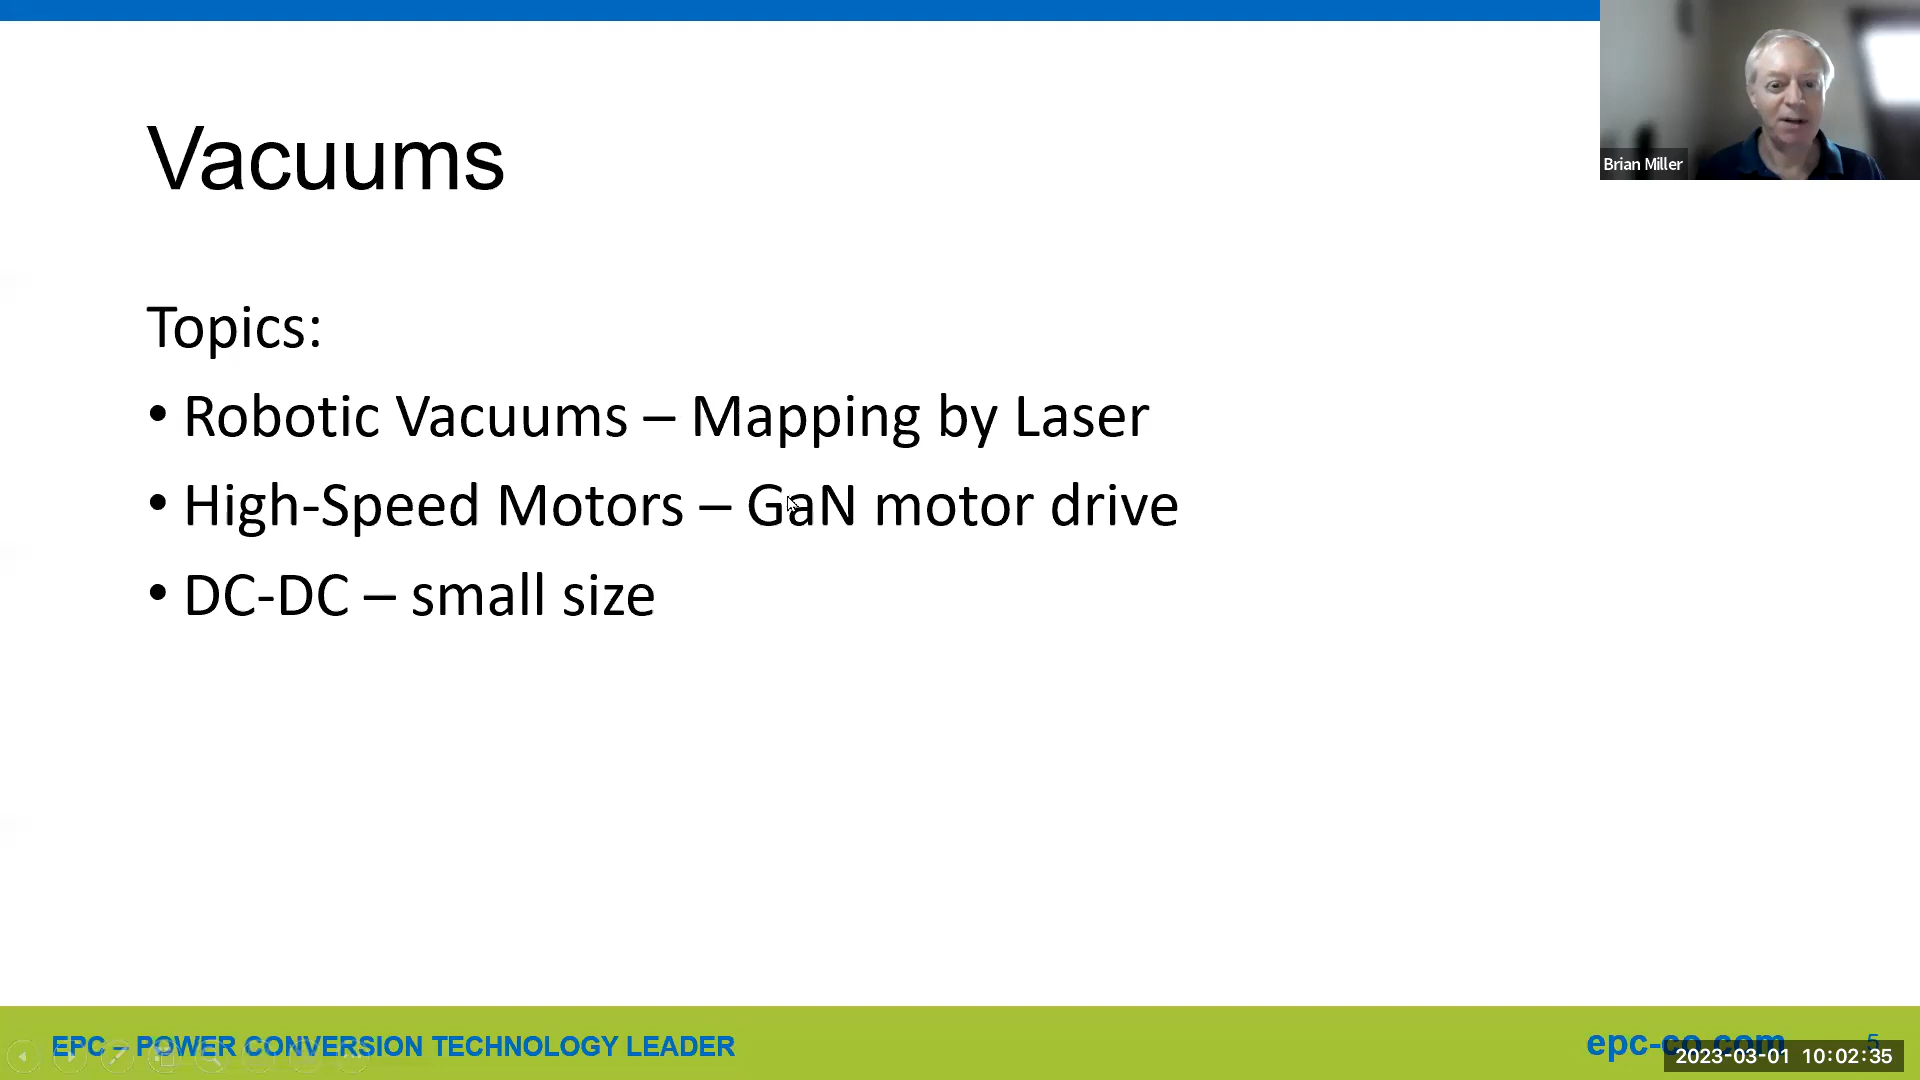 Vacuums
Brian Miller
Topics:
• Robotic Vacuums – Mapping by Laser
• High-Speed Motors – GaN motor drive
• DC-DC – small size
EPC – POWER CONVERSION TECHNOLOGY LEADER
epc-co.com
5
2023-03-01 10:02:35